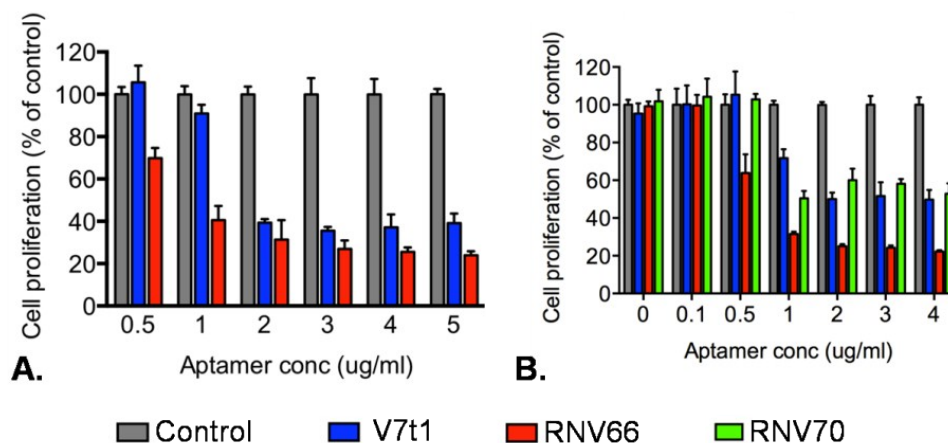 Cell proliferation (% of control)
120
100
80
60
40
20
0
0.5 1 2 3 4 5
Aptamer conc (ug/ml)
A.
Cell proliferation (% of control)
120
100
80
60
40
20
0
0 0.1 0.5 1 2 3 4
Aptamer conc (ug/ml)
B.
Control V7t1 RNV66 RNV70